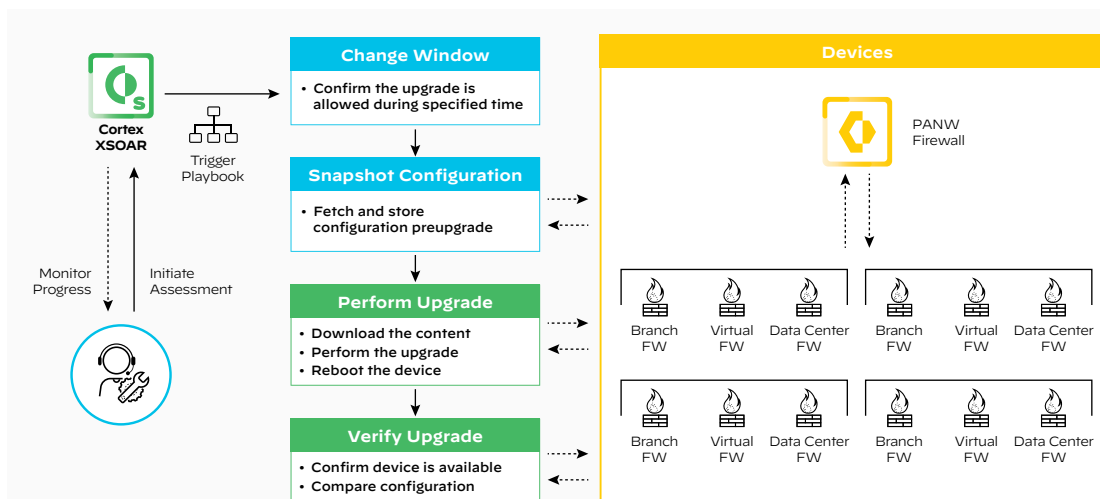 Change Window
• Confirm the upgrade is
allowed during specified time
S
Cortex
XSOAR
Trigger
Playbook
Snapshot Configuration
• Fetch and store
configuration preupgrade
Monitor
Progress
Initiate
Assessment
Perform Upgrade
• Download the content
• Perform the upgrade
• Reboot the device
Verify Upgrade
• Confirm device is available
• Compare configuration
Devices
PANW
Firewall
Branch
FW
Virtual
FW
Data Center
FW
Branch
FW
Virtual
FW
Data Center
FW
Branch
FW
Virtual
FW
Data Center
FW
Branch
FW
Virtual
FW
Data Center
FW